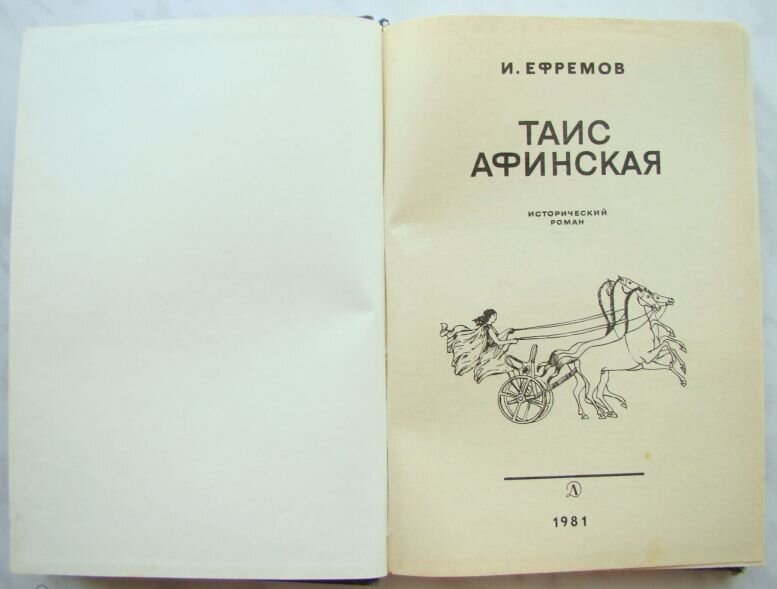 И. ЕФРЕМОВ
ТАИС
АФИНСКАЯ
ИСТОРИЧЕСКИЙ
РОМАН
Д
1981